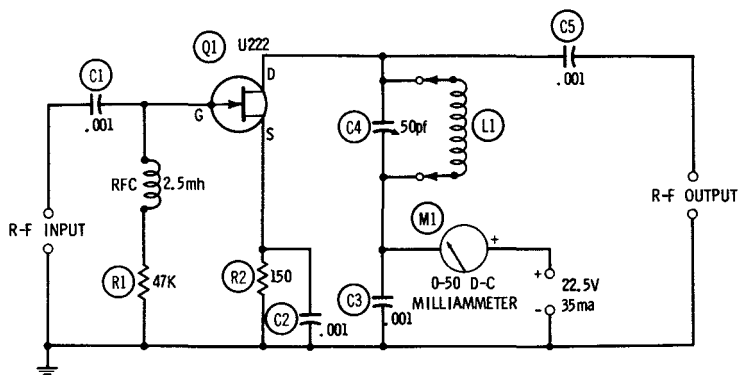 C5
Q1 U222
C1
D
.001
.001
G
C4 50pf
L1
S
RFC 2.5mh
R-F OUTPUT
M1
R-F INPUT
+
R1 47K
R2 150
C3
0-50 D-C
MILLIAMMETER
+ 22.5V
- 35ma
C2
.001
.001